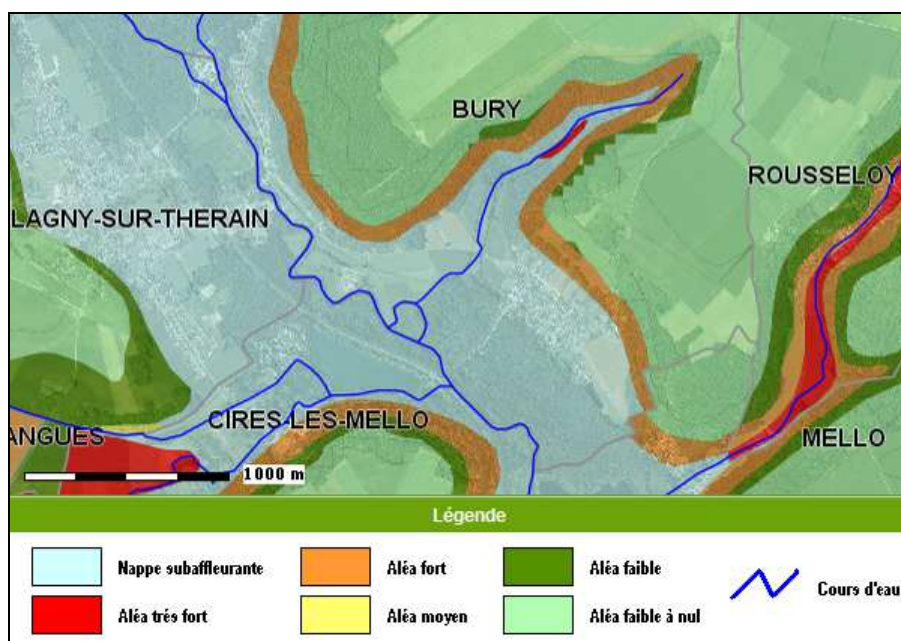 BURY
ROUSSELOY
LAGNY-SUR-THERAIN
CIRES-LES-MELLO
ANGUES
MELLO
1000 m
Légende
Nappe subaffleurante
Aléa fort
Aléa faible
Cours d'eau
Aléa trés fort
Aléa moyen
Aléa faible à nul